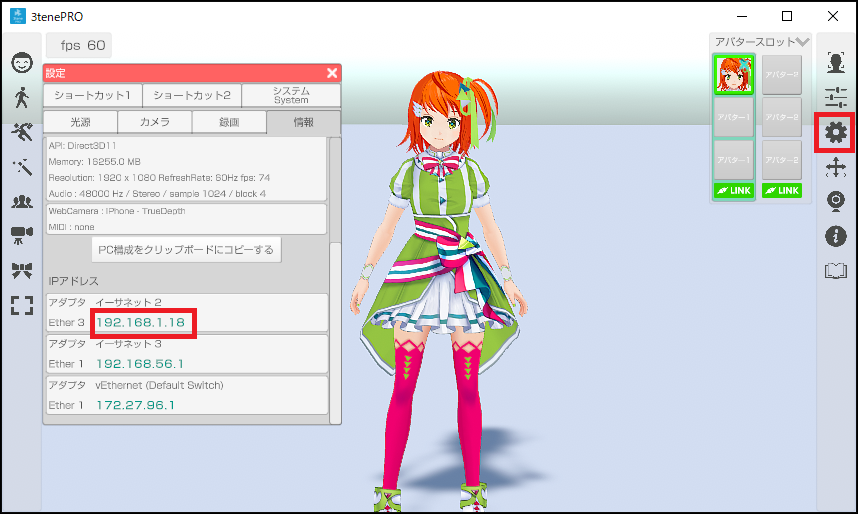 3tenePRO
fps 60
アバタースロット
設定
ショートカット1
ショートカット2
システム
System
光源
カメラ
録画
情報
API: Direct3D11
Memory: 16255.0 MB
Resolution: 1920 x 1080 RefreshRate: 60Hz fps: 74
Audio : 48000 Hz / Stereo / sample 1024 / block 4
WebCamera : iPhone - TrueDepth
MIDI : none
PC構成をクリップボードにコピーする
IPアドレス
アダプタ イーサネット 2
Ether 3 192.168.1.18
アダプタ イーサネット 3
Ether 1 192.168.56.1
アダプタ vEthernet (Default Switch)
Ether 1 172.27.96.1
アバター2
アバター1
アバター2
アバター1
アバター2
LINK
LINK